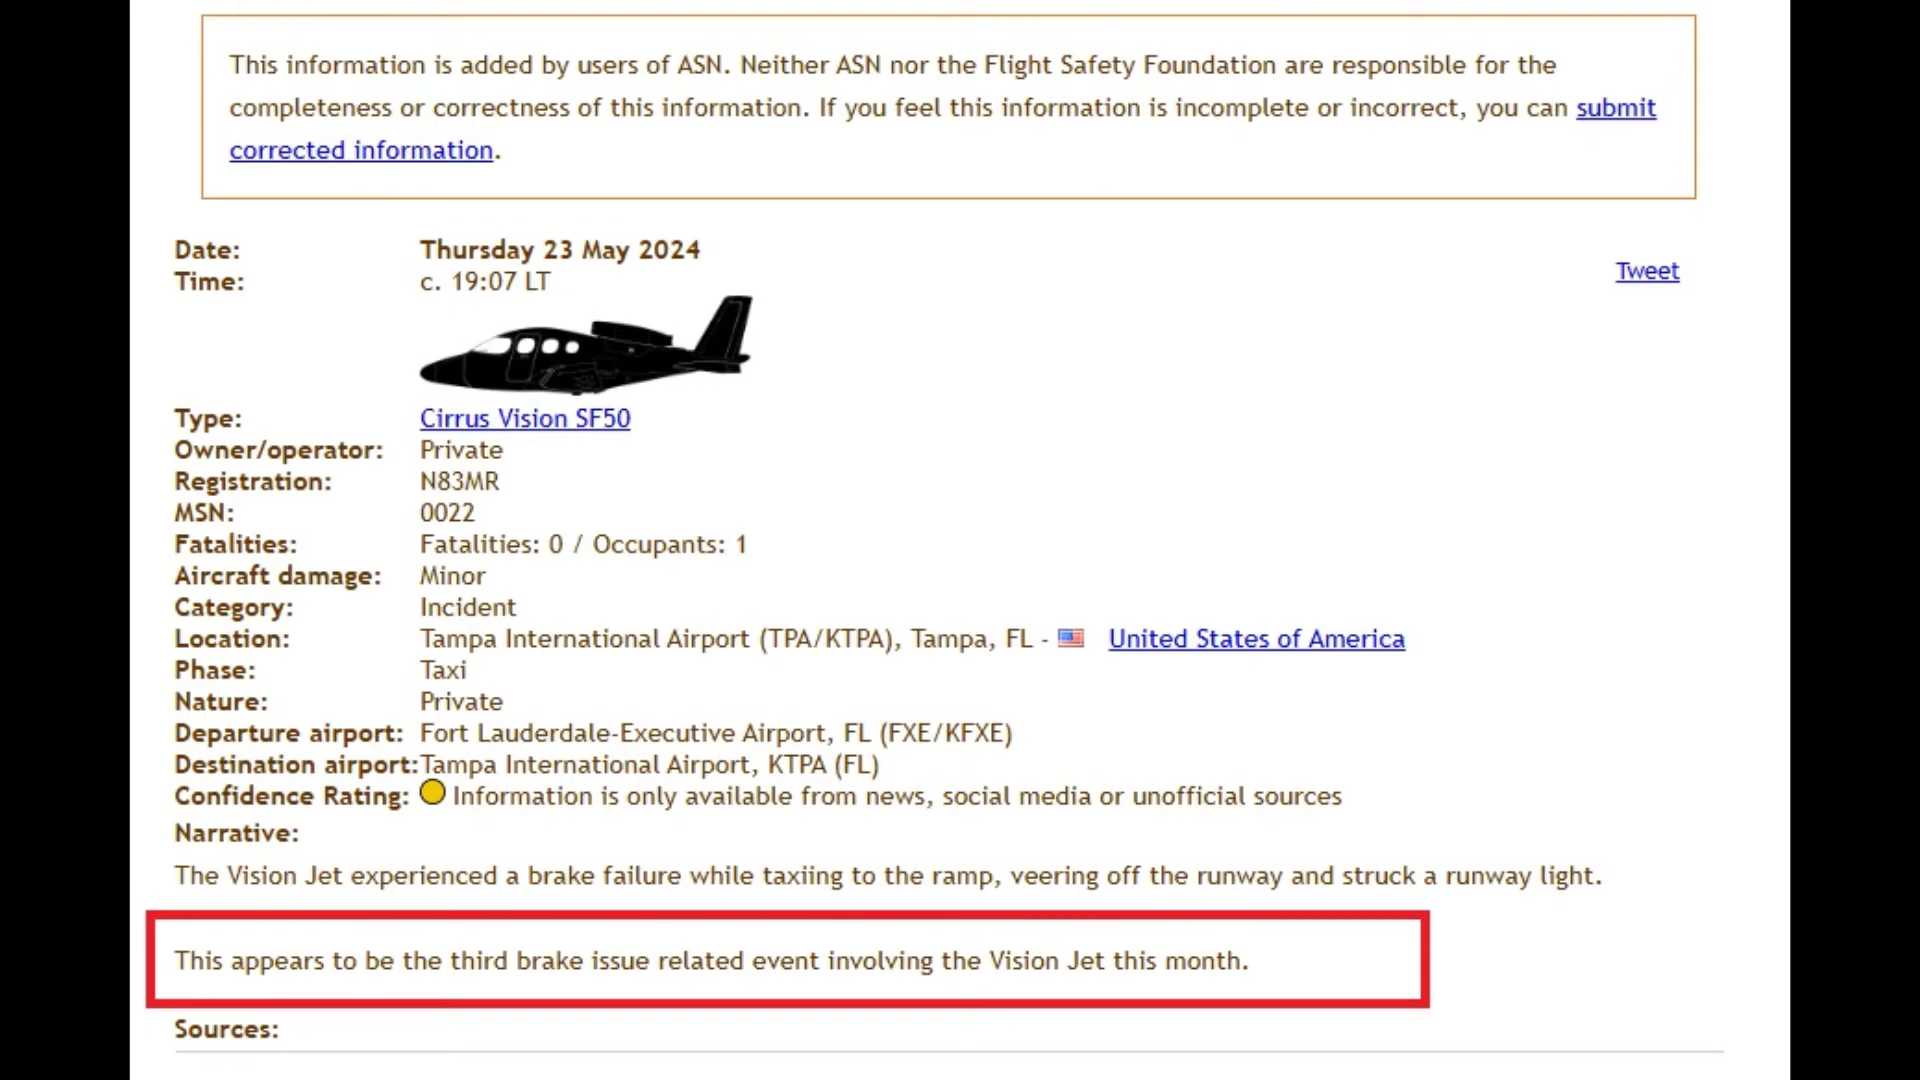 This information is added by users of ASN. Neither ASN nor the Flight Safety Foundation are responsible for the
completeness or correctness of this information. If you feel this information is incomplete or incorrect, you can submit
corrected information.
Date: Thursday 23 May 2024
Time: c. 19:07 LT
Tweet
Type: Cirrus Vision SF50
Owner/operator: Private
Registration: N83MR
MSN: 0022
Fatalities: Fatalities: 0 / Occupants: 1
Aircraft damage: Minor
Category: Incident
Location: Tampa International Airport (TPA/KTPA), Tampa, FL - United States of America
Phase: Taxi
Nature: Private
Departure airport: Fort Lauderdale-Executive Airport, FL (FXE/KFXE)
Destination airport: Tampa International Airport, KTPA (FL)
Confidence Rating: Information is only available from news, social media or unofficial sources
Narrative:
The Vision Jet experienced a brake failure while taxiing to the ramp, veering off the runway and struck a runway light.
This appears to be the third brake issue related event involving the Vision Jet this month.
Sources: